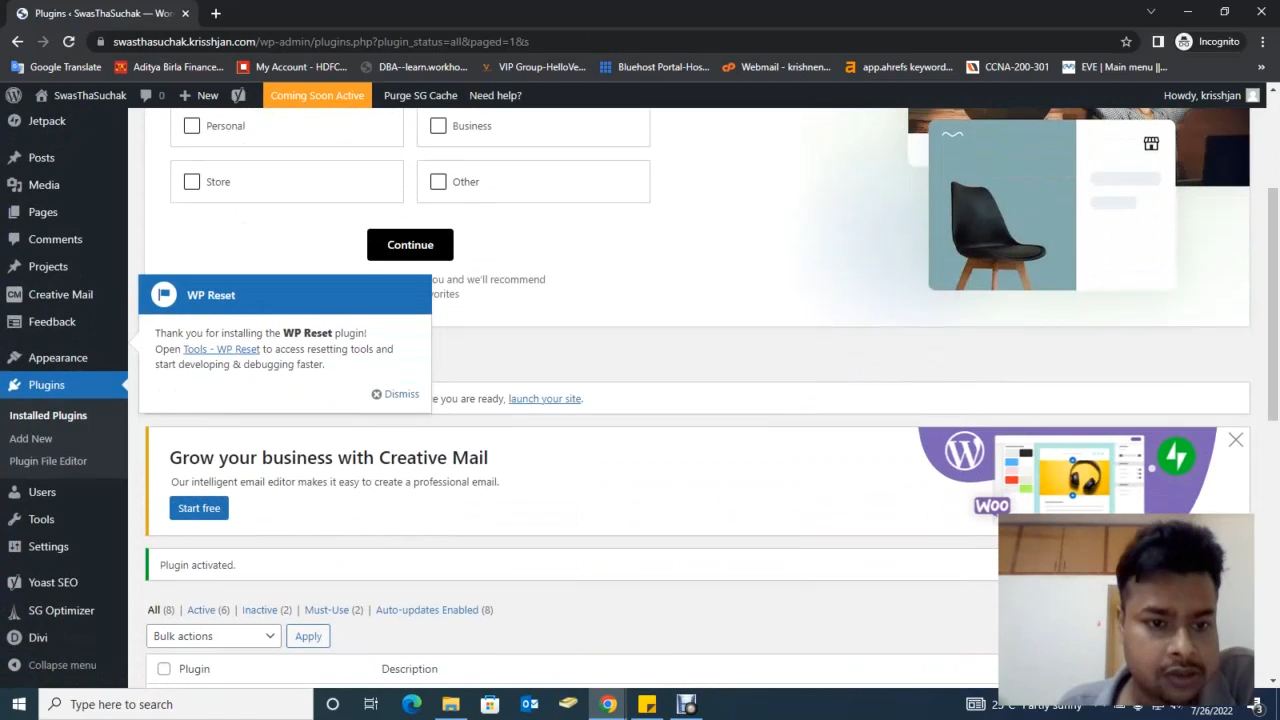 Plugins ‹ SwasThaSuchak — Wor
swasthasuchak.krisshjan.com/wp-admin/plugins.php?plugin_status=all&paged=1&s
Incognito
Google Translate
Aditya Birla Finance...
My Account - HDFC...
DBA--learn.workho...
VIP Group-HelloVe...
Bluehost Portal-Hos...
Webmail - krishnen...
app.ahrefs keyword...
CCNA-200-301
EVE | Main menu ||...
SwasThaSuchak
0
New
Coming Soon Active
Purge SG Cache
Need help?
Howdy, krisshjan
Jetpack
Posts
Media
Pages
Comments
Projects
CM Creative Mail
Feedback
Appearance
Plugins
Installed Plugins
Add New
Plugin File Editor
Users
Tools
Settings
Yoast SEO
SG Optimizer
Divi
Collapse menu
Personal
Business
Store
Other
Continue
ou and we'll recommend
vorites
WP Reset
Thank you for installing the WP Reset plugin!
Open Tools - WP Reset to access resetting tools and
start developing & debugging faster.
Dismiss
e you are ready, launch your site.
Grow your business with Creative Mail
Our intelligent email editor makes it easy to create a professional email.
Start free
WOO
Plugin activated.
All (8) | Active (6) | Inactive (2) | Must-Use (2) | Auto-updates Enabled (8)
Bulk actions
Apply
Plugin
Description
Type here to search
sunny
7/26/2022
3